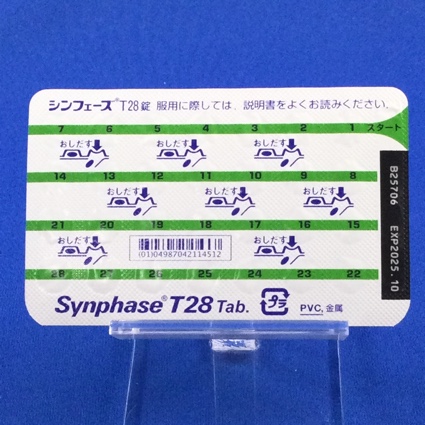 シンフェーズ®T28錠 服用に際しては、説明書をよくお読みください。
7 6 5 4 3 2 1 スタート
おしだす おしだす おしだす
14 13 12 11 10 9 8
おしだす おしだす おしだす
21 20 19 18 17 16 15
おしだす おしだす
(01)04987042114512
28 27 26 25 24 23 22
Synphase® T28 Tab. プラ PVC, 金属
B25706 EXP2025.10